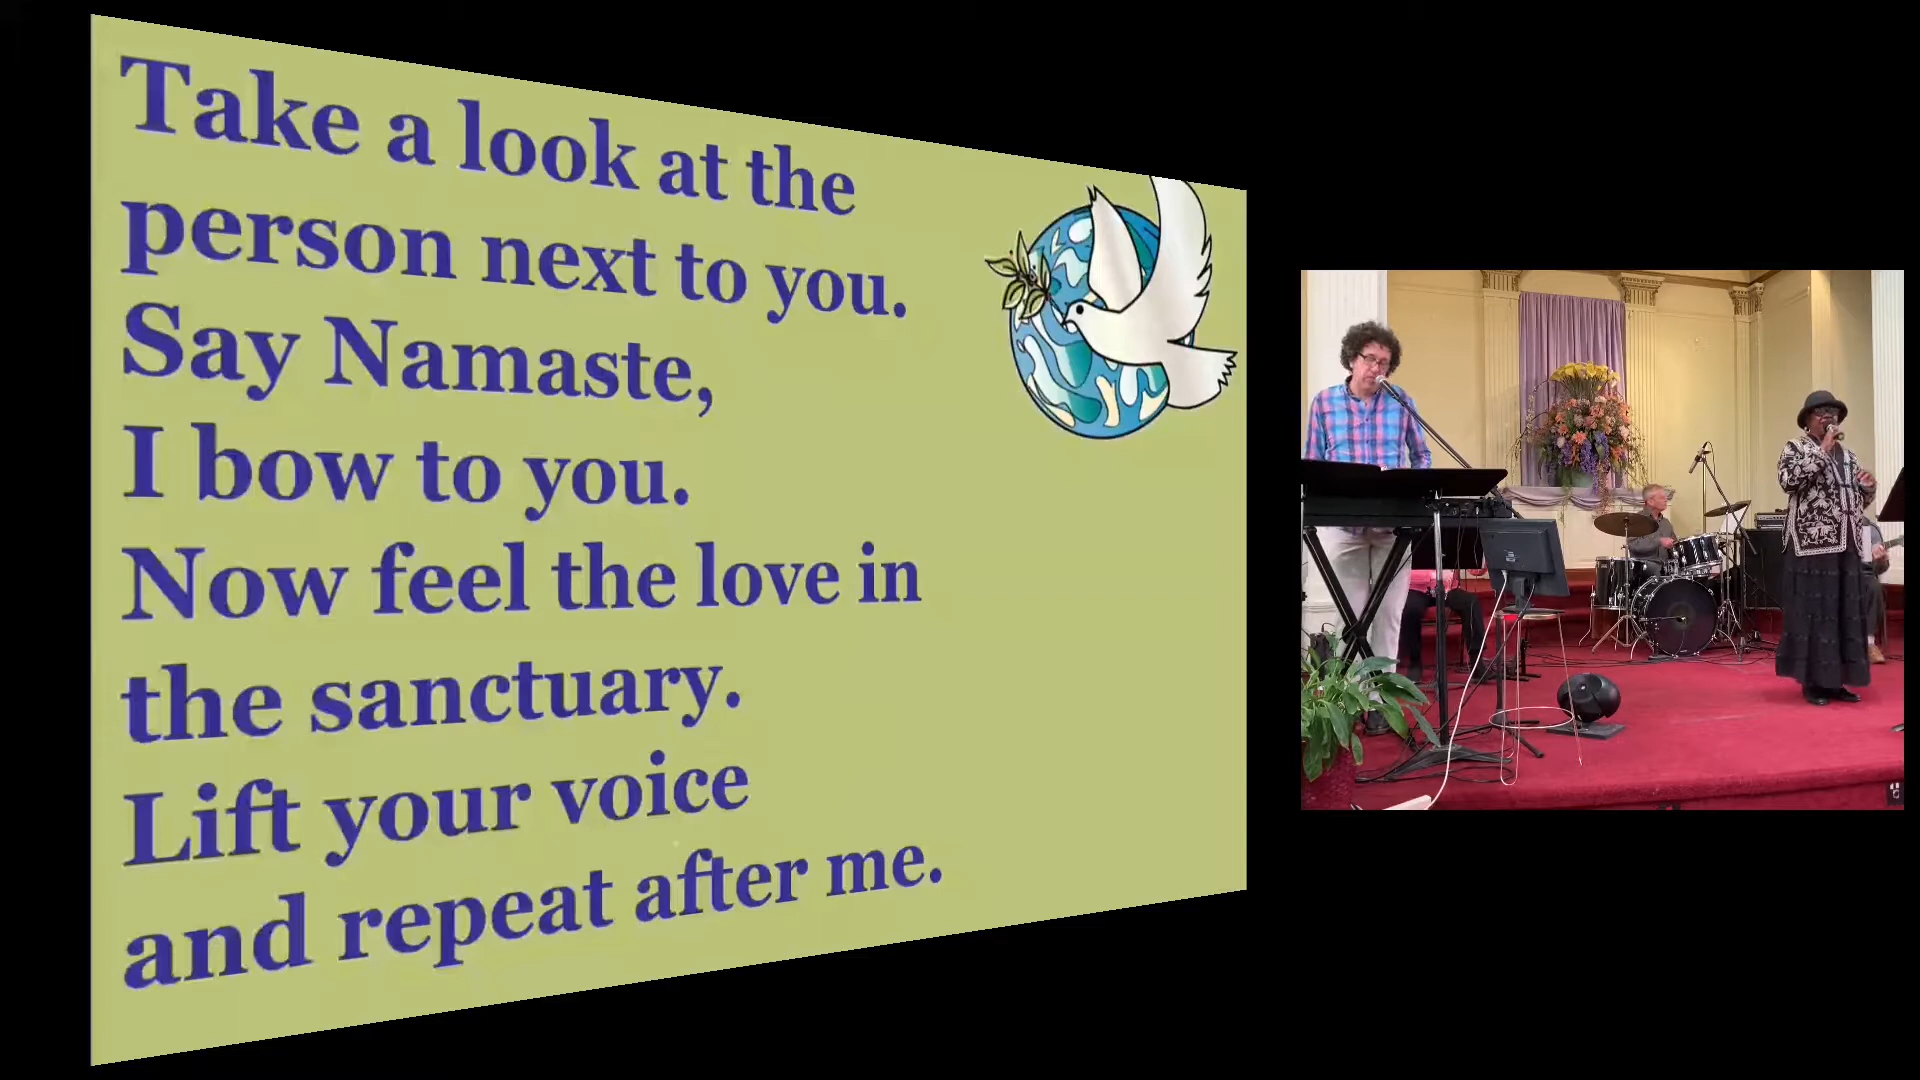 Take a look at the
person next to you.
Say Namaste,
I bow to you.
Now feel the love in
the sanctuary.
Lift your voice
and repeat after me.